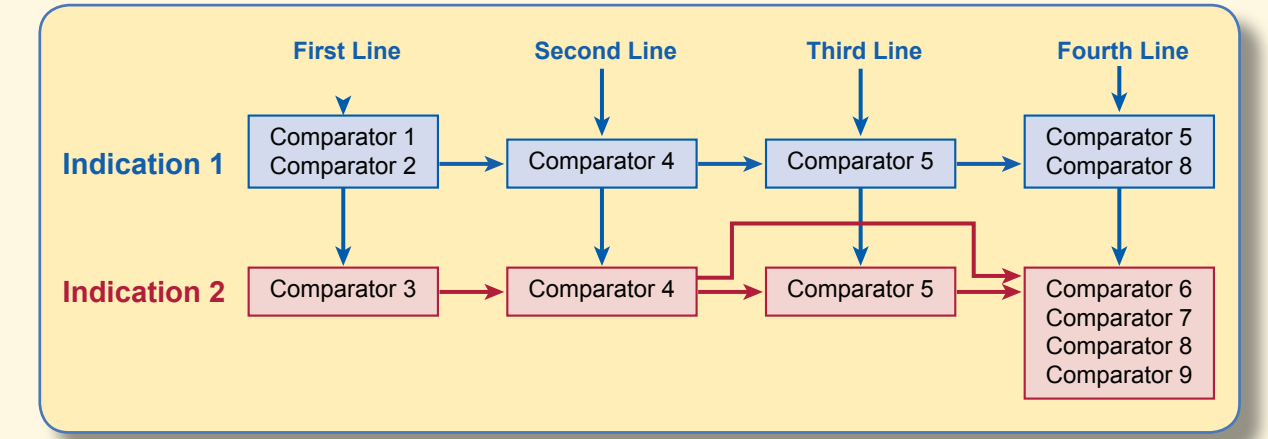 First Line
Second Line
Third Line
Fourth Line
Indication 1
Comparator 1
Comparator 2
Comparator 4
Comparator 5
Comparator 5
Comparator 8
Indication 2
Comparator 3
Comparator 4
Comparator 5
Comparator 6
Comparator 7
Comparator 8
Comparator 9